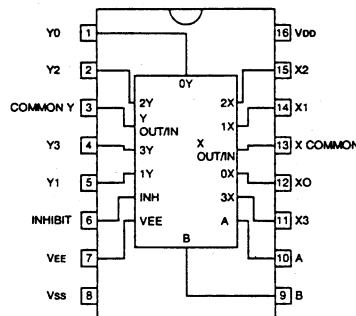 Y0 1 16 VDD
0Y
Y2 2 2Y 2X 15 X2
COMMON Y 3 Y OUT/IN 1X 14 X1
Y3 4 3Y X OUT/IN 13 X COMMON
Y1 5 1Y 0X 12 XO
INHIBIT 6 INH 3X 11 X3
VEE 7 VEE A 10 A
B
Vss 8 9 B